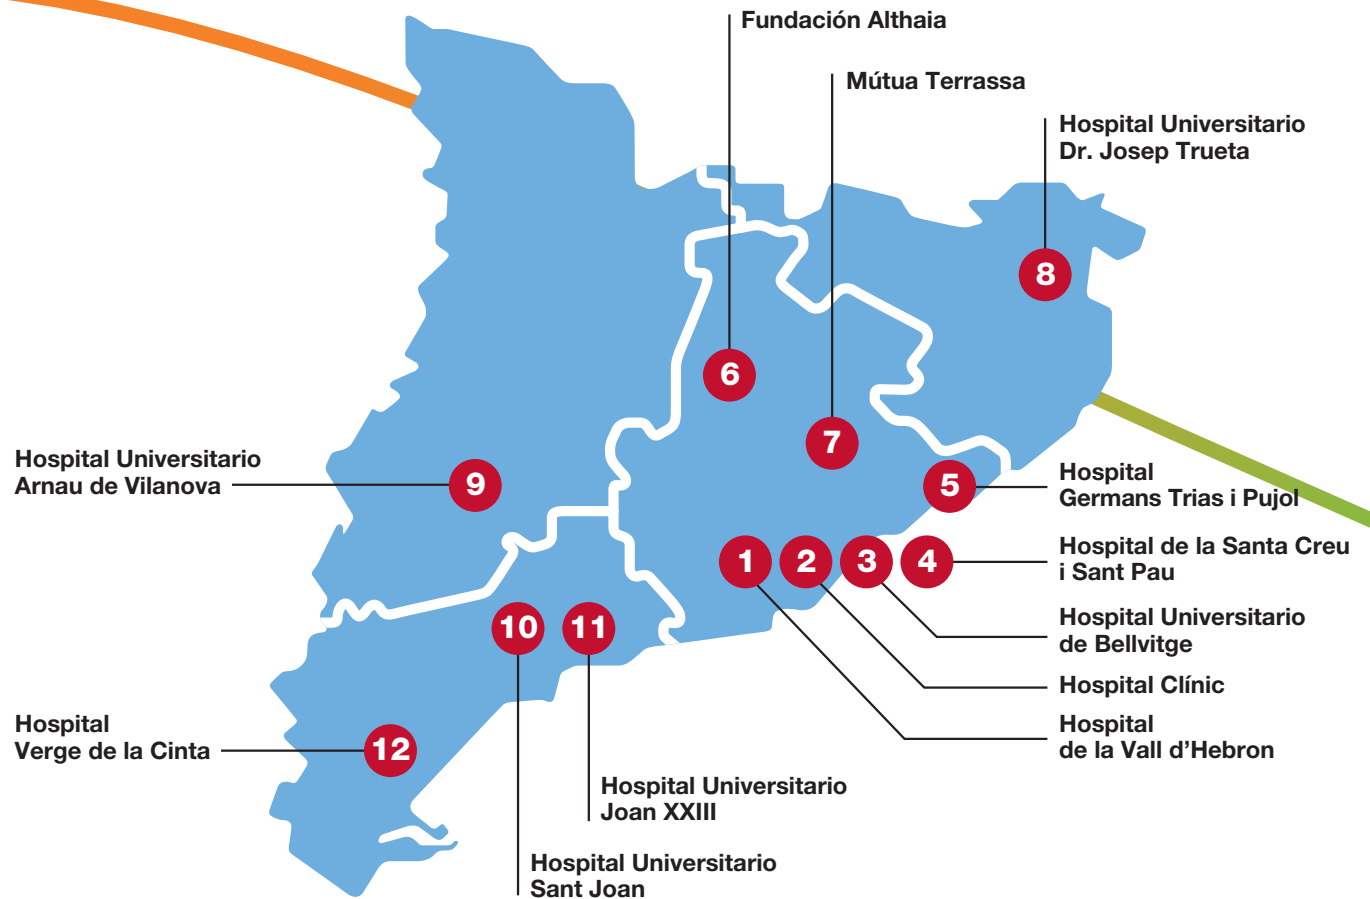 Fundación Althaia
Mútua Terrassa
Hospital Universitario
Dr. Josep Trueta
8
6
7
Hospital Universitario
Arnau de Vilanova
9
5
Hospital
Germans Trias i Pujol
1
2
3
4
Hospital de la Santa Creu
i Sant Pau
10
11
Hospital Universitario
de Bellvitge
Hospital Clínic
Hospital
de la Vall d’Hebron
Hospital
Verge de la Cinta
12
Hospital Universitario
Joan XXIII
Hospital Universitario
Sant Joan